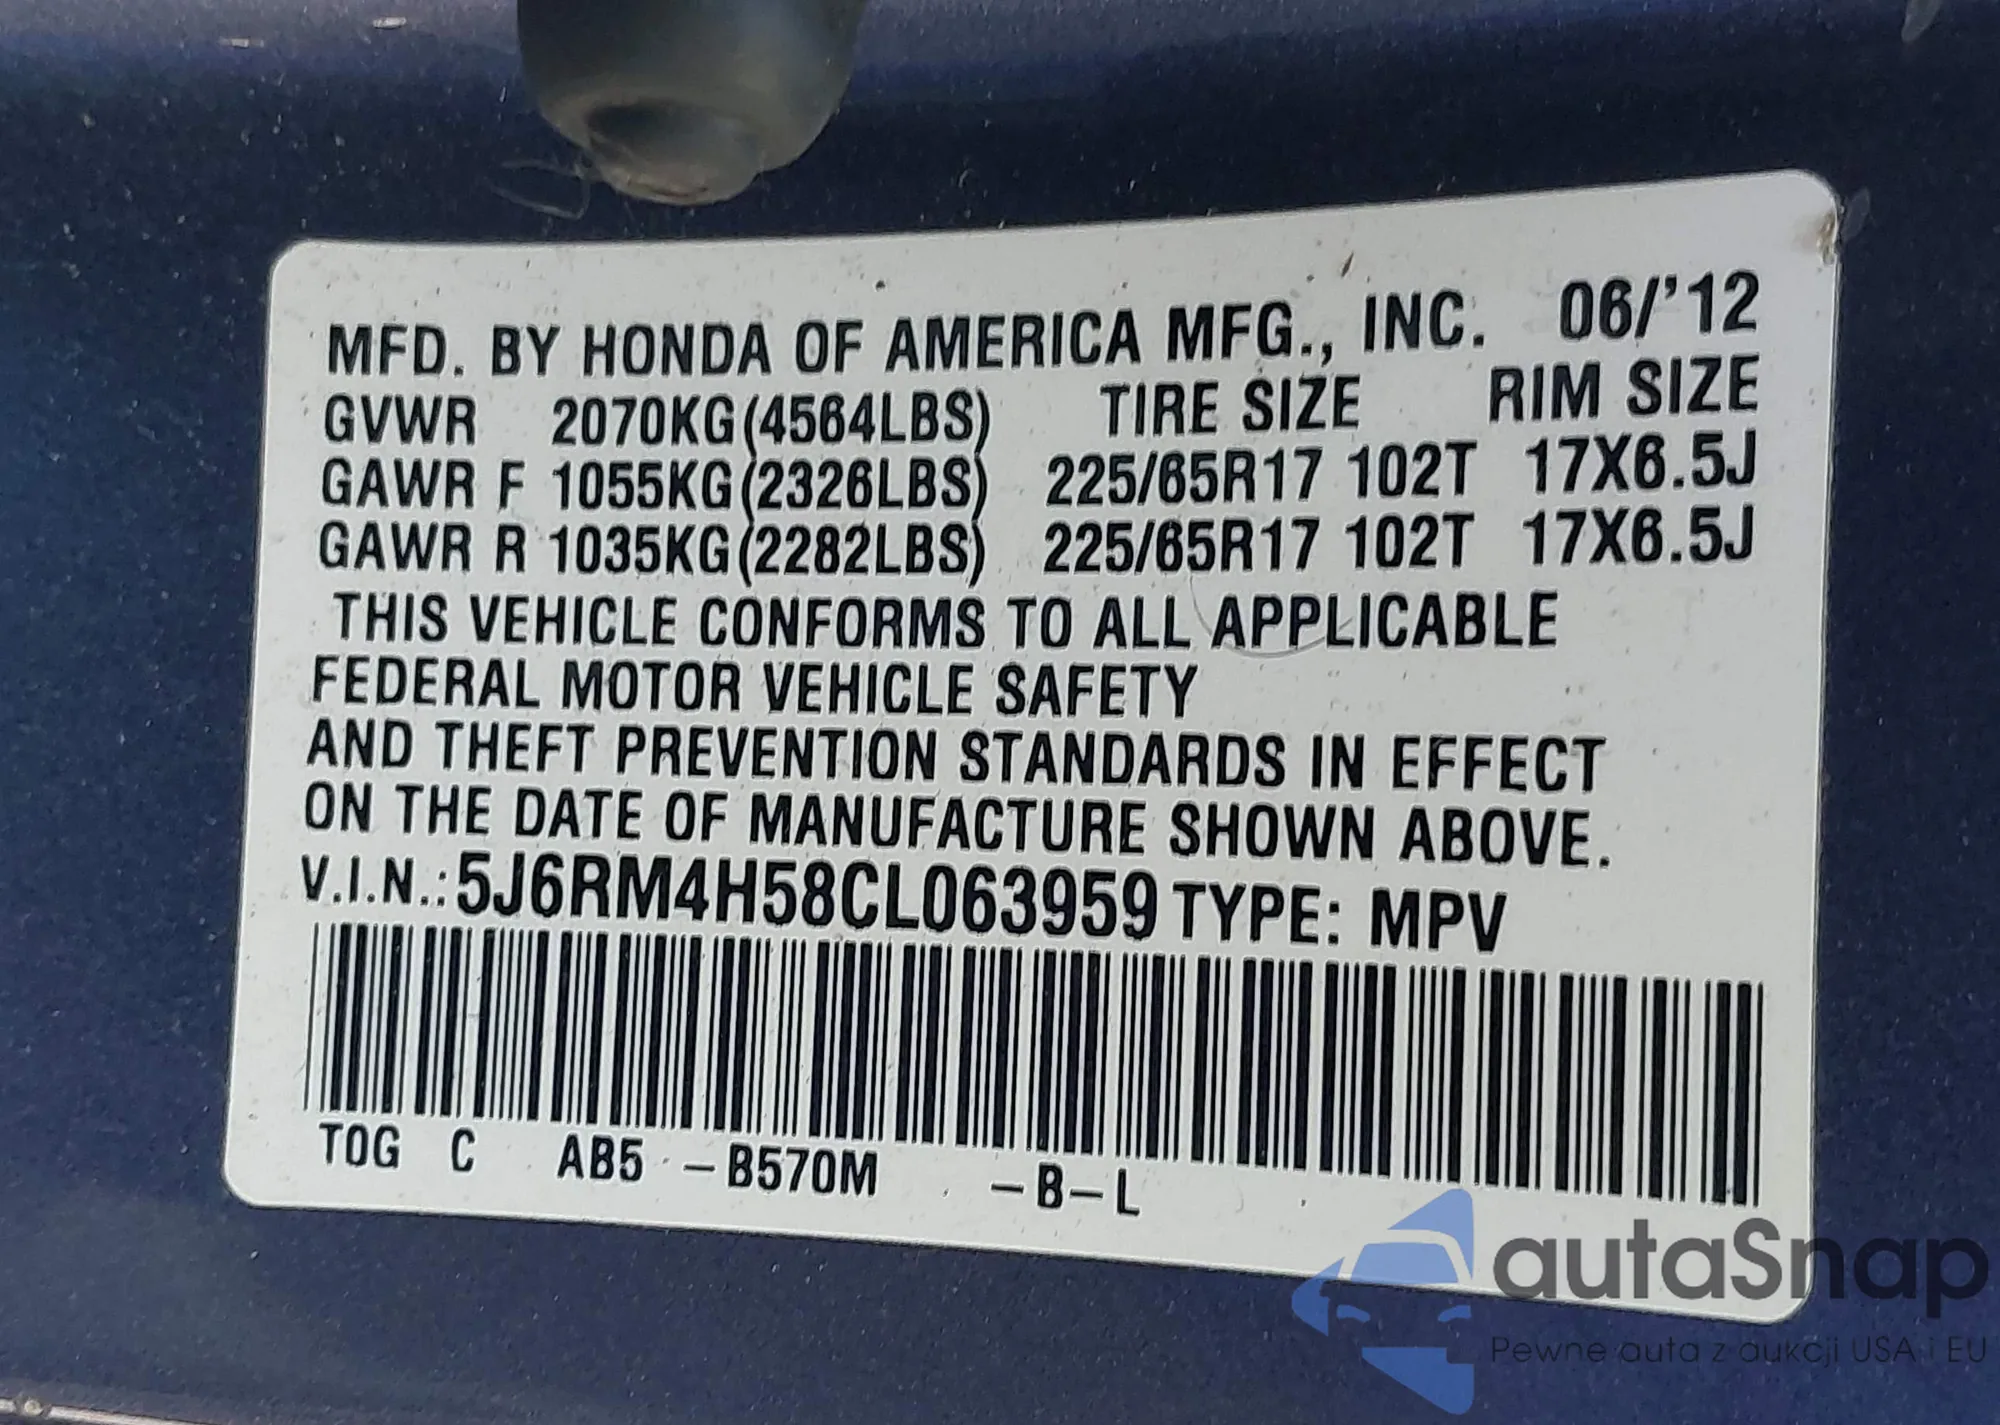 MFD. BY HONDA OF AMERICA MFG., INC. 06/'12
GVWR 2070KG(4564LBS) TIRE SIZE RIM SIZE
GAWR F 1055KG(2326LBS) 225/65R17 102T 17X6.5J
GAWR R 1035KG(2282LBS) 225/65R17 102T 17X6.5J
THIS VEHICLE CONFORMS TO ALL APPLICABLE
FEDERAL MOTOR VEHICLE SAFETY
AND THEFT PREVENTION STANDARDS IN EFFECT
ON THE DATE OF MANUFACTURE SHOWN ABOVE.
V.I.N.: 5J6RM4H58CL063959 TYPE: MPV
TOG C AB5 -B570M -B-L
autaSnap
Pewne auta z aukcji USA i EU